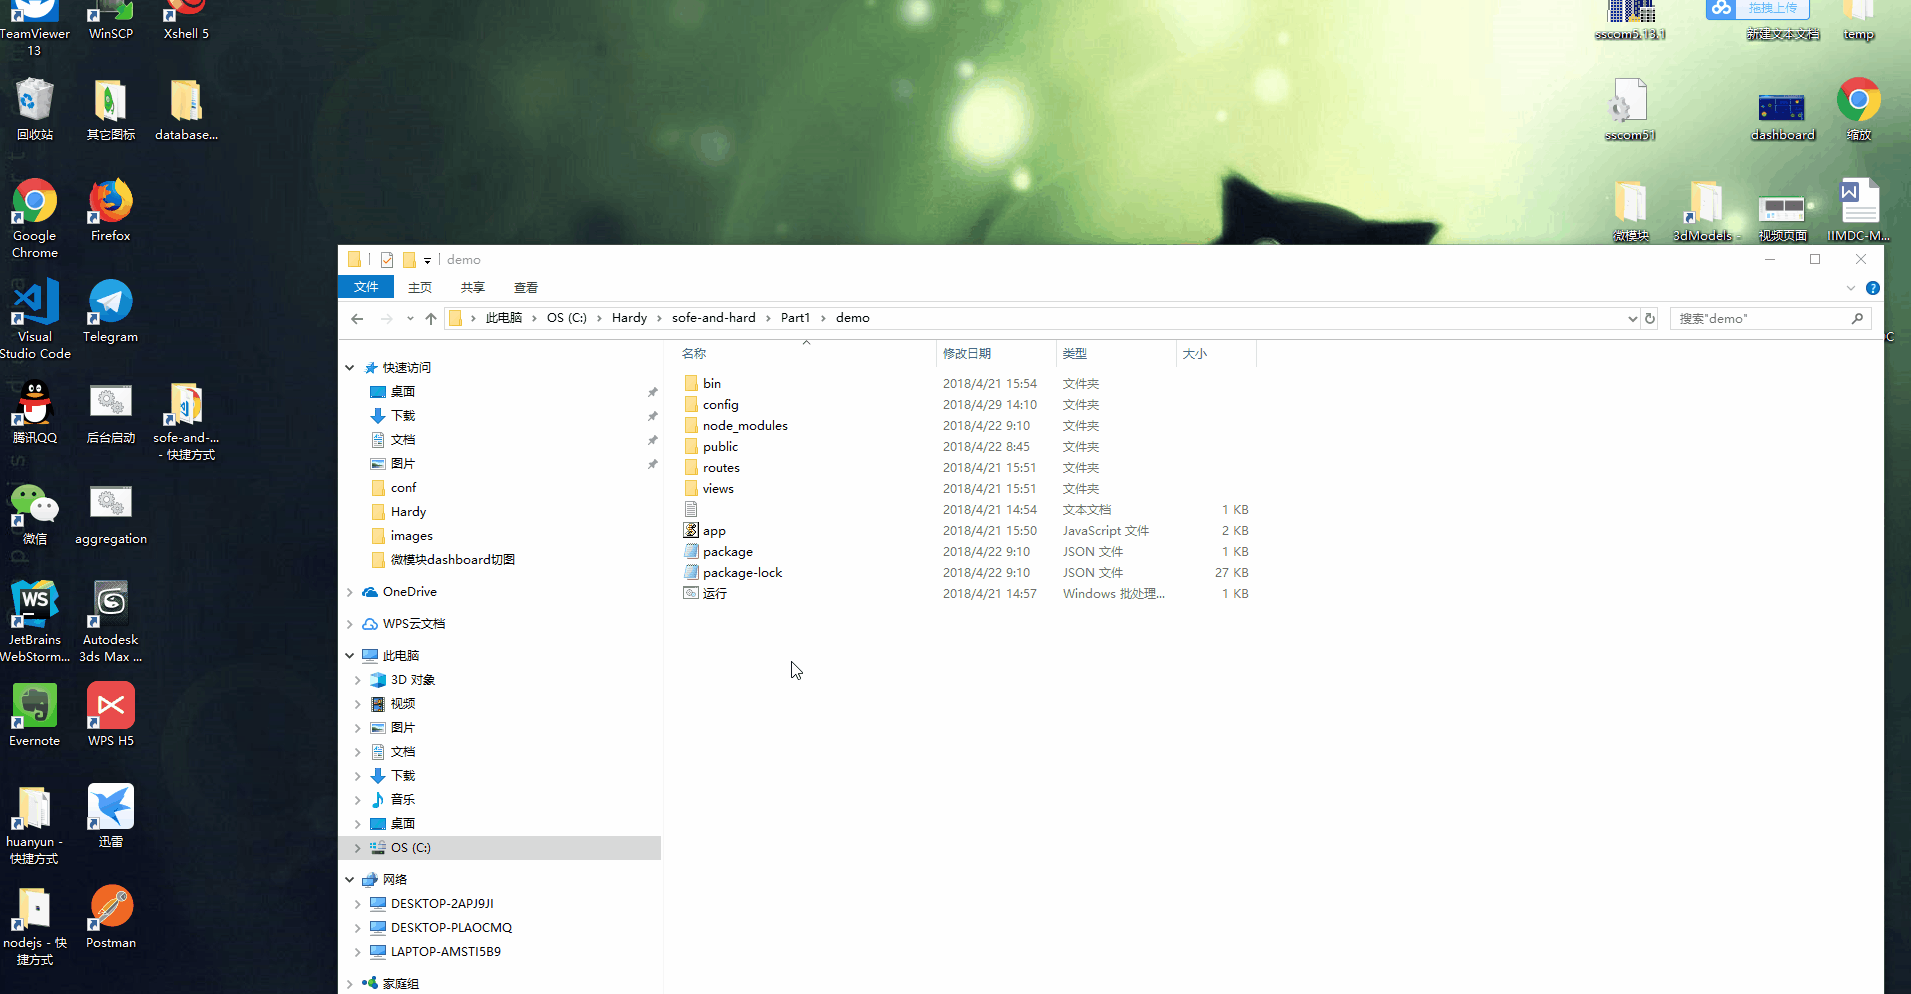 TeamViewer
13
WinSCP
Xshell 5
回收站
其它图标
database...
Google
Chrome
Firefox
Visual
Studio Code
Telegram
腾讯QQ
后台启动
sofe-and-...
- 快捷方式
微信
aggregation
JetBrains
WebStorm...
Autodesk
3ds Max ...
Evernote
WPS H5
huanyun -
快捷方式
迅雷
nodejs - 快
捷方式
Postman
sscom5.13.1
拖拽上传
新建文本文档
temp
sscom51
dashboard
缩放
微模块
3dModels -
视频页面
IIMDC-M...
demo
文件
主页
共享
查看
此电脑 › OS (C:) › Hardy › sofe-and-hard › Part1 › demo
搜索"demo"
快速访问
桌面
下载
文档
图片
conf
Hardy
images
微模块dashboard切图
OneDrive
WPS云文档
此电脑
3D 对象
视频
图片
文档
下载
音乐
桌面
OS (C:)
网络
DESKTOP-2APJ9JI
DESKTOP-PLAOCMQ
LAPTOP-AMSTI5B9
家庭组
名称 修改日期 类型 大小
bin 2018/4/21 15:54 文件夹
config 2018/4/29 14:10 文件夹
node_modules 2018/4/22 9:10 文件夹
public 2018/4/22 8:45 文件夹
routes 2018/4/21 15:51 文件夹
views 2018/4/21 15:51 文件夹
2018/4/21 14:54 文本文档 1 KB
app 2018/4/21 15:50 JavaScript 文件 2 KB
package 2018/4/22 9:10 JSON 文件 1 KB
package-lock 2018/4/22 9:10 JSON 文件 27 KB
运行 2018/4/21 14:57 Windows 批处理... 1 KB